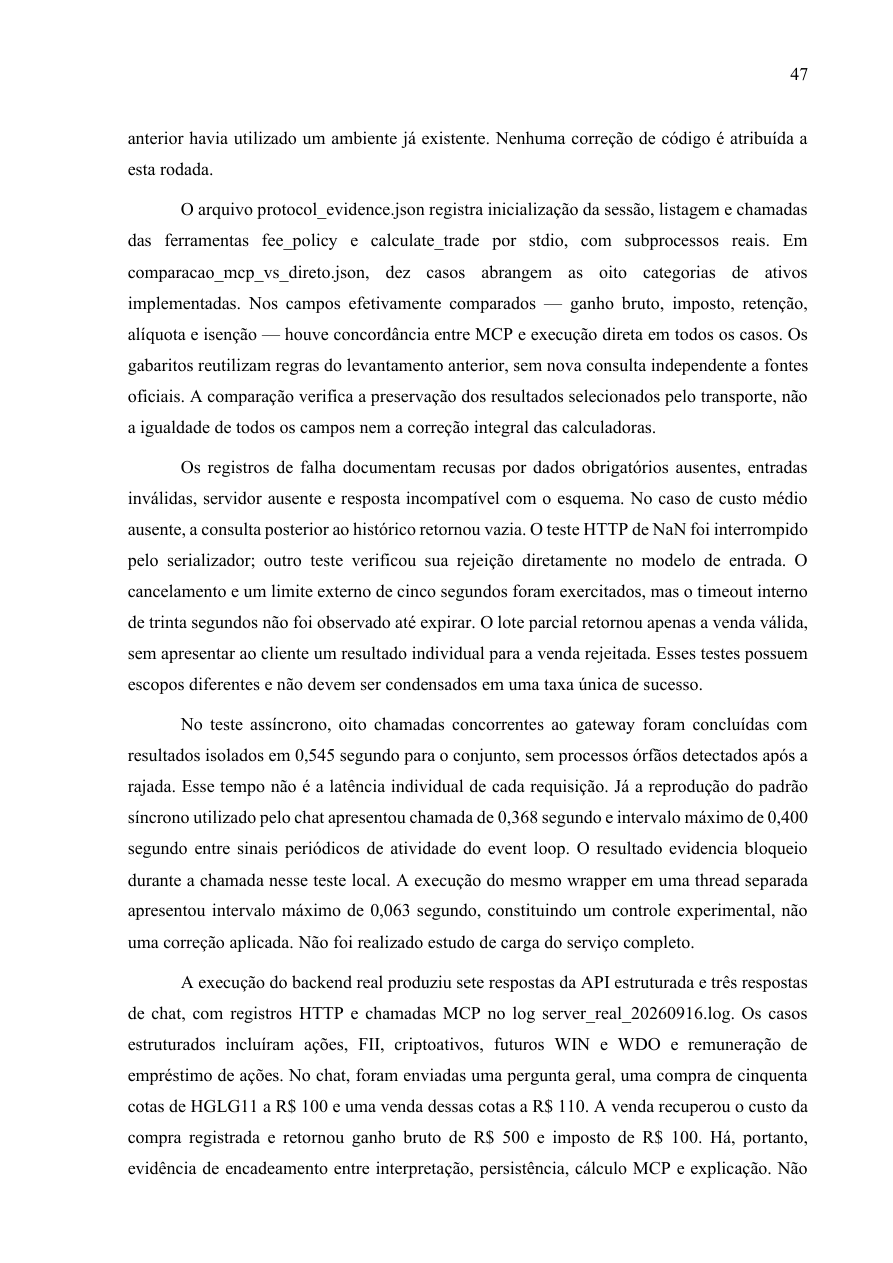 47
anterior havia utilizado um ambiente já existente. Nenhuma correção de código é atribuída a
esta rodada.
O arquivo protocol_evidence.json registra inicialização da sessão, listagem e chamadas
das ferramentas fee_policy e calculate_trade por stdio, com subprocessos reais. Em
comparacao_mcp_vs_direto.json, dez casos abrangem as oito categorias de ativos
implementadas. Nos campos efetivamente comparados — ganho bruto, imposto, retenção,
alíquota e isenção — houve concordância entre MCP e execução direta em todos os casos. Os
gabaritos reutilizam regras do levantamento anterior, sem nova consulta independente a fontes
oficiais. A comparação verifica a preservação dos resultados selecionados pelo transporte, não
a igualdade de todos os campos nem a correção integral das calculadoras.
Os registros de falha documentam recusas por dados obrigatórios ausentes, entradas
inválidas, servidor ausente e resposta incompatível com o esquema. No caso de custo médio
ausente, a consulta posterior ao histórico retornou vazia. O teste HTTP de NaN foi interrompido
pelo serializador; outro teste verificou sua rejeição diretamente no modelo de entrada. O
cancelamento e um limite externo de cinco segundos foram exercitados, mas o timeout interno
de trinta segundos não foi observado até expirar. O lote parcial retornou apenas a venda válida,
sem apresentar ao cliente um resultado individual para a venda rejeitada. Esses testes possuem
escopos diferentes e não devem ser condensados em uma taxa única de sucesso.
No teste assíncrono, oito chamadas concorrentes ao gateway foram concluídas com
resultados isolados em 0,545 segundo para o conjunto, sem processos órfãos detectados após a
rajada. Esse tempo não é a latência individual de cada requisição. Já a reprodução do padrão
síncrono utilizado pelo chat apresentou chamada de 0,368 segundo e intervalo máximo de 0,400
segundo entre sinais periódicos de atividade do event loop. O resultado evidencia bloqueio
durante a chamada nesse teste local. A execução do mesmo wrapper em uma thread separada
apresentou intervalo máximo de 0,063 segundo, constituindo um controle experimental, não
uma correção aplicada. Não foi realizado estudo de carga do serviço completo.
A execução do backend real produziu sete respostas da API estruturada e três respostas
de chat, com registros HTTP e chamadas MCP no log server_real_20260916.log. Os casos
estruturados incluíram ações, FII, criptoativos, futuros WIN e WDO e remuneração de
empréstimo de ações. No chat, foram enviadas uma pergunta geral, uma compra de cinquenta
cotas de HGLG11 a R$ 100 e uma venda dessas cotas a R$ 110. A venda recuperou o custo da
compra registrada e retornou ganho bruto de R$ 500 e imposto de R$ 100. Há, portanto,
evidência de encadeamento entre interpretação, persistência, cálculo MCP e explicação. Não